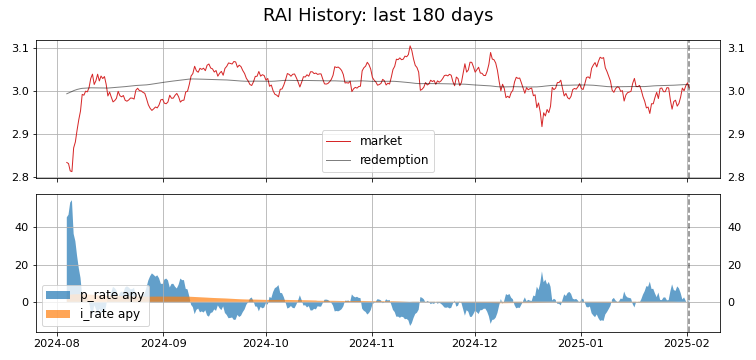 RAI History: last 180 days
3.1 3.1
3.0 3.0
2.9 2.9
2.8 2.8
market
redemption
40 40
20 20
0 0
p_rate apy
i_rate apy
2024-08 2024-09 2024-10 2024-11 2024-12 2025-01 2025-02